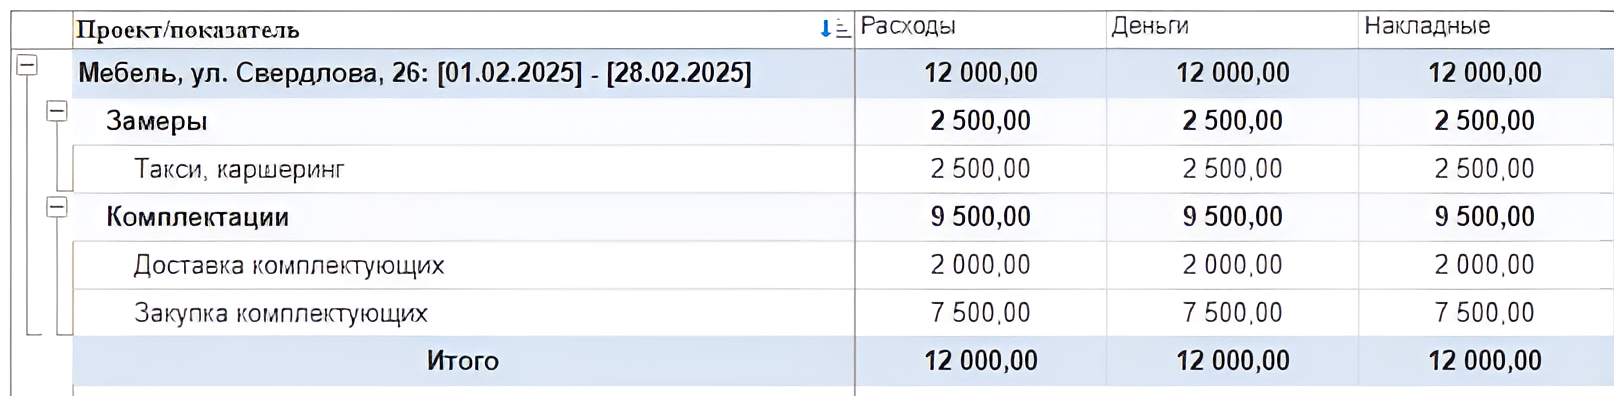 Проект/показатель Расходы Деньги Накладные
Мебель, ул. Свердлова, 26: [01.02.2025] - [28.02.2025] 12 000,00 12 000,00 12 000,00
Замеры 2 500,00 2 500,00 2 500,00
Такси, каршеринг 2 500,00 2 500,00 2 500,00
Комплектации 9 500,00 9 500,00 9 500,00
Доставка комплектующих 2 000,00 2 000,00 2 000,00
Закупка комплектующих 7 500,00 7 500,00 7 500,00
Итого 12 000,00 12 000,00 12 000,00